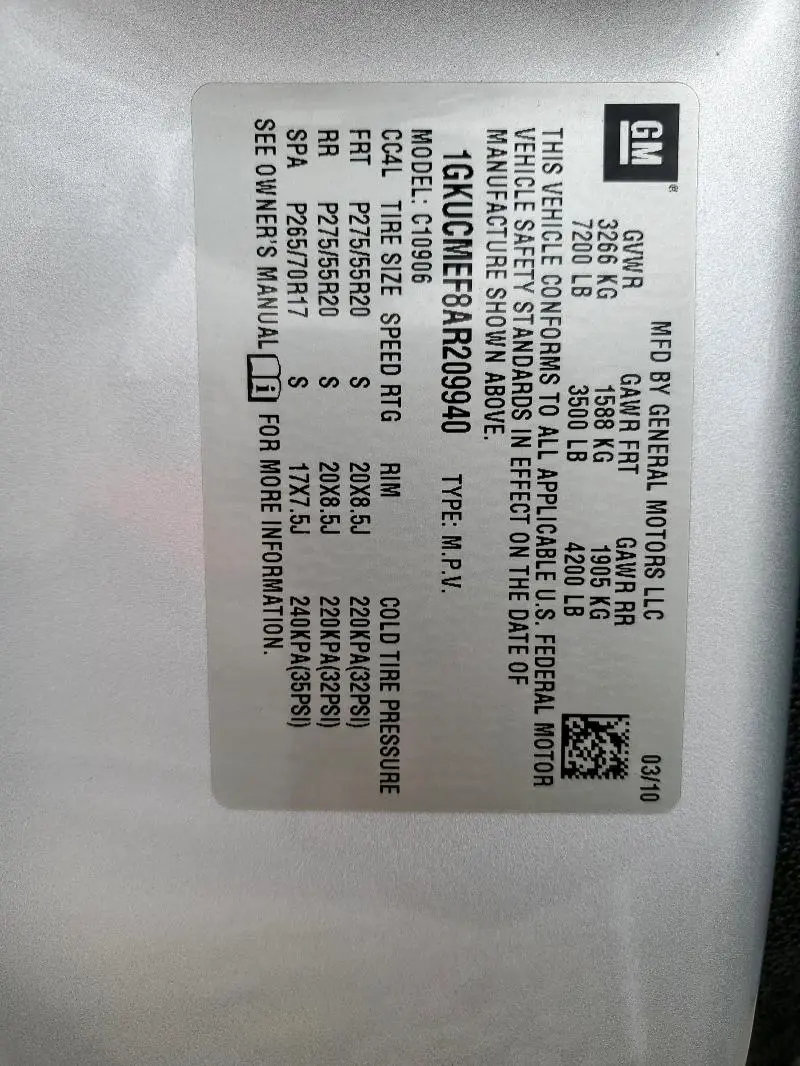 GM®
MFD BY GENERAL MOTORS LLC 03/10
GVWR GAWR FRT GAWR RR
3266 KG 1588 KG 1905 KG
7200 LB 3500 LB 4200 LB
THIS VEHICLE CONFORMS TO ALL APPLICABLE U.S. FEDERAL MOTOR
VEHICLE SAFETY STANDARDS IN EFFECT ON THE DATE OF
MANUFACTURE SHOWN ABOVE.
1GKUCMEF8AR209940 TYPE: M.P.V.
MODEL: C10906
CC4L TIRE SIZE SPEED RTG RIM COLD TIRE PRESSURE
FRT P275/55R20 S 20X8.5J 220KPA(32PSI)
RR P275/55R20 S 20X8.5J 220KPA(32PSI)
SPA P265/70R17 S 17X7.5J 240KPA(35PSI)
SEE OWNER'S MANUAL i FOR MORE INFORMATION.